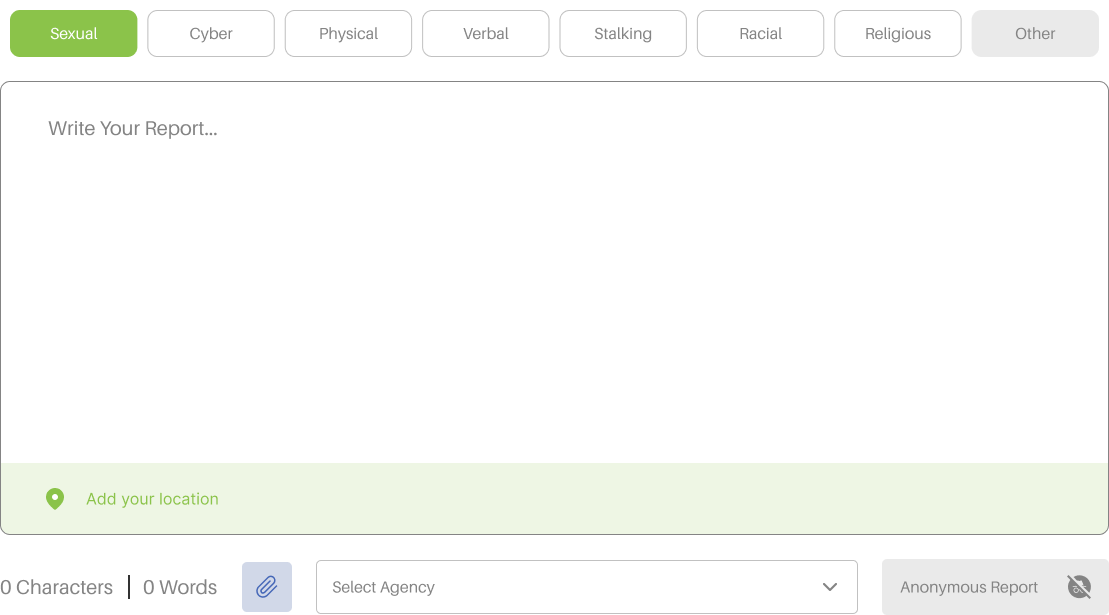 Sexual Cyber Physical Verbal Stalking Racial Religious Other
Write Your Report...
Add your location
0 Characters | 0 Words Select Agency Anonymous Report